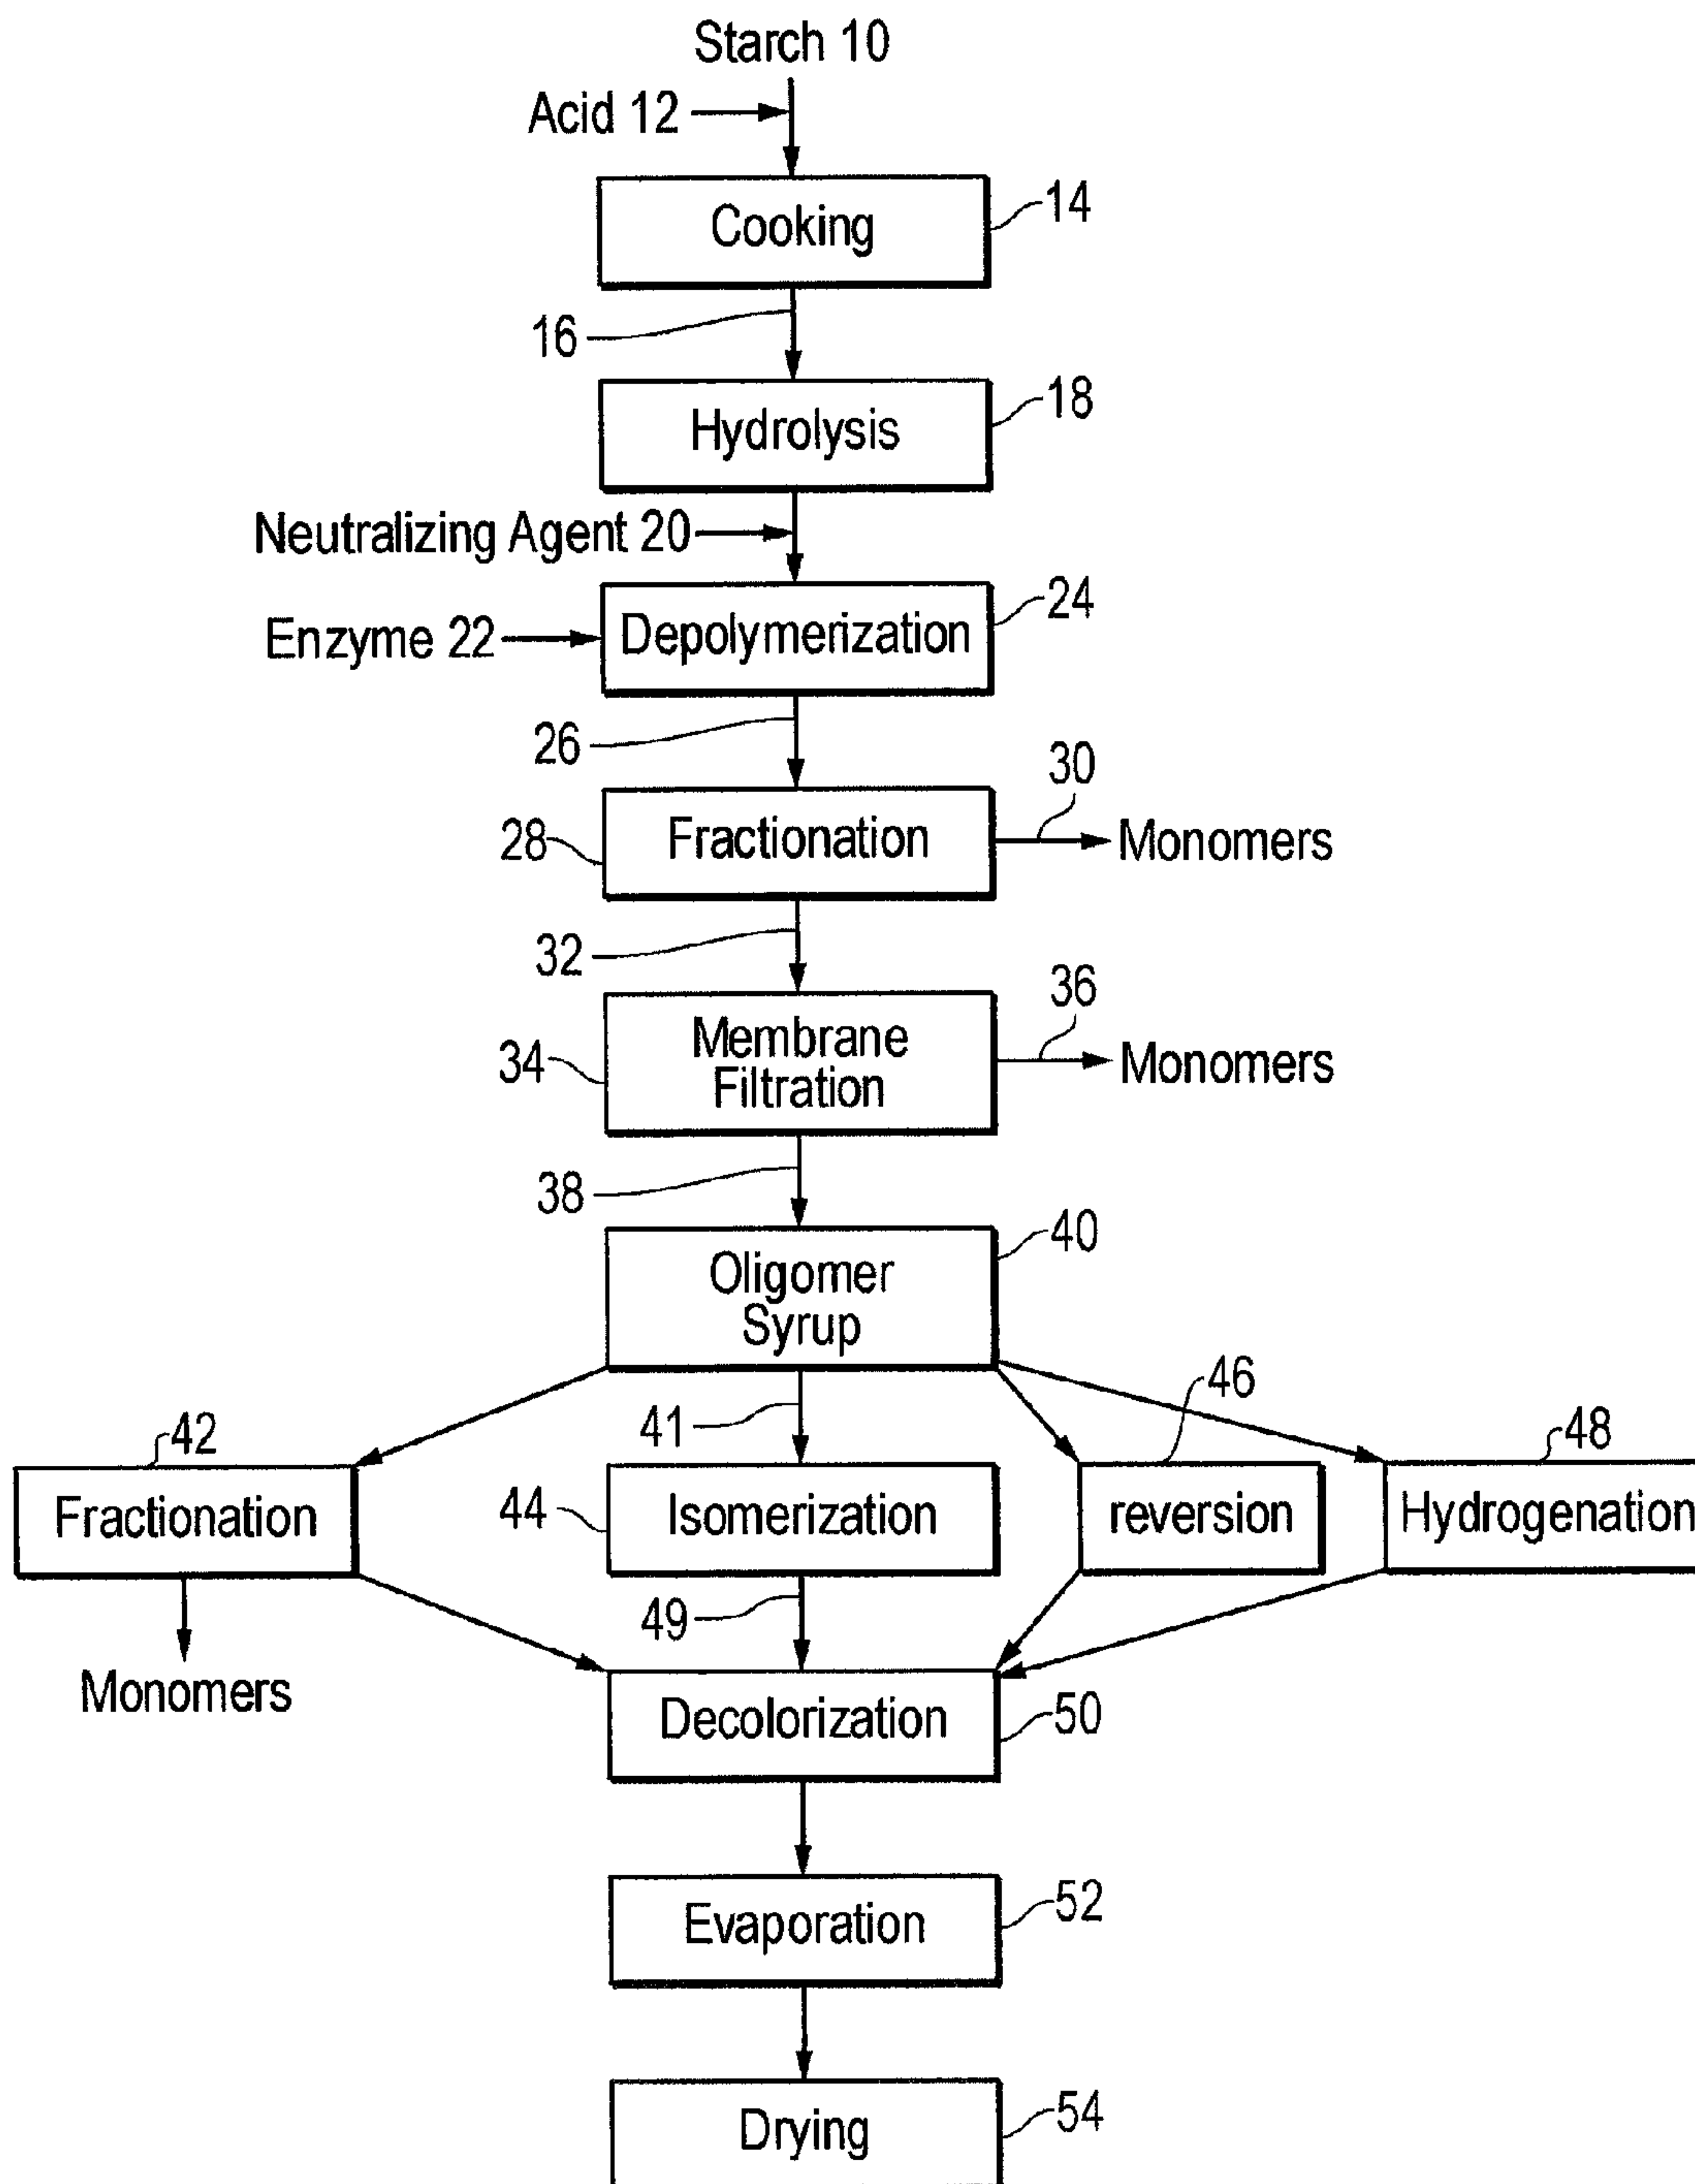 Starch 10
Acid 12
Cooking
14
16
Hydrolysis
18
Neutralizing Agent 20
Enzyme 22
Depolymerization
24
26
28
Fractionation
30
Monomers
32
34
Membrane
Filtration
36
Monomers
38
Oligomer
Syrup
40
41
42
Fractionation
44
Isomerization
46
reversion
48
Hydrogenation
49
Monomers
Decolorization
50
Evaporation
52
Drying
54